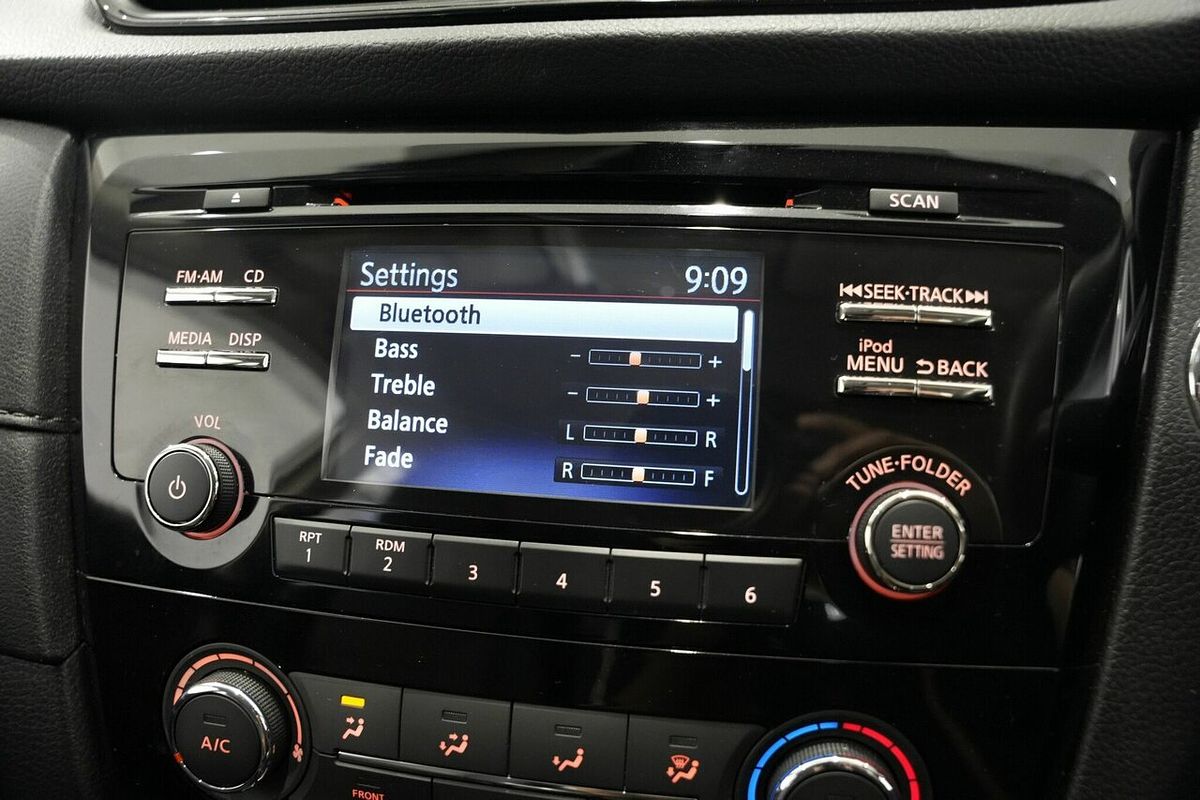 SCAN
FM·AM CD
MEDIA DISP
VOL
Settings 9:09
Bluetooth
Bass - +
Treble - +
Balance L R
Fade R F
SEEK·TRACK
iPod
MENU BACK
TUNE·FOLDER
ENTER
SETTING
RPT
1
RDM
2
3
4
5
6
A/C
FRONT